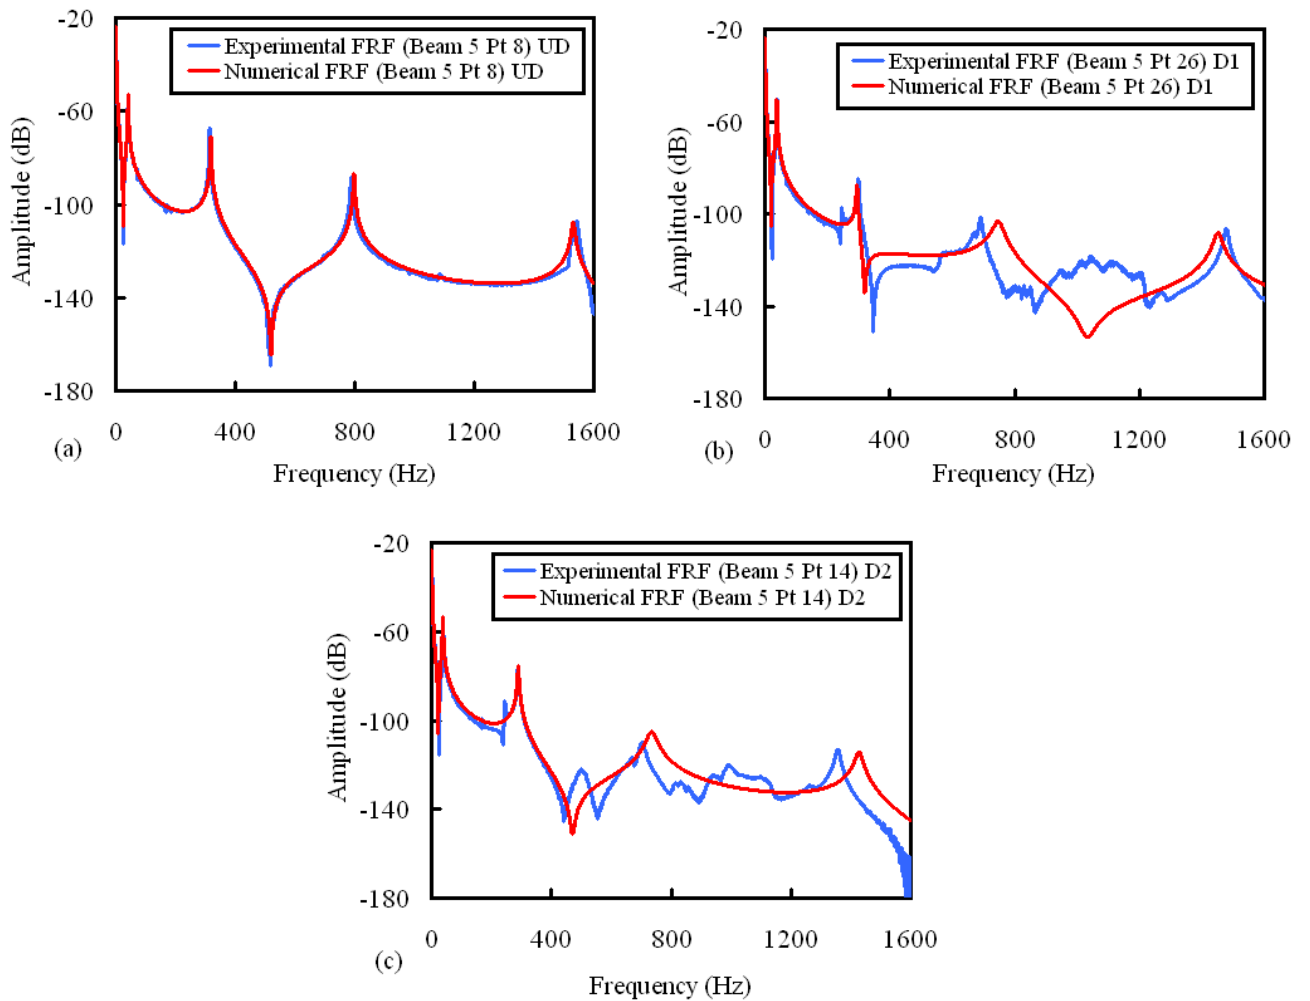 -20
-60
-100
-140
-180
Amplitude (dB)
Experimental FRF (Beam 5 Pt 8) UD
Numerical FRF (Beam 5 Pt 8) UD
0 400 800 1200 1600
(a)
Frequency (Hz)
-20
-60
-100
-140
-180
Amplitude (dB)
Experimental FRF (Beam 5 Pt 26) D1
Numerical FRF (Beam 5 Pt 26) D1
0 400 800 1200 1600
(b)
Frequency (Hz)
-20
-60
-100
-140
-180
Amplitude (dB)
Experimental FRF (Beam 5 Pt 14) D2
Numerical FRF (Beam 5 Pt 14) D2
0 400 800 1200 1600
(c)
Frequency (Hz)